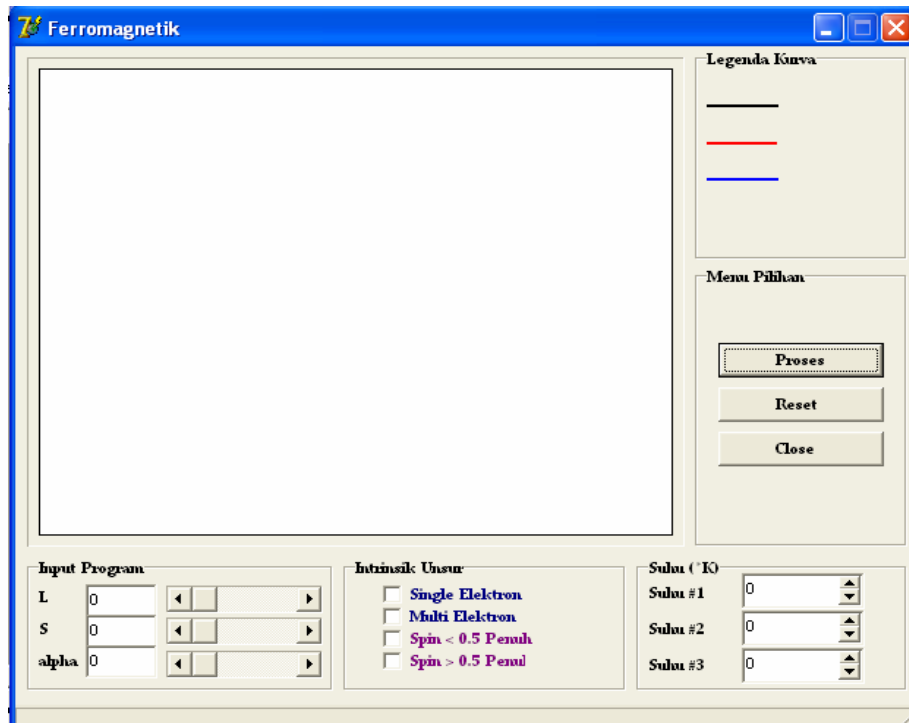 Ferromagnetik
Legenda Kurva
Menu Pilihan
Proses
Reset
Close
Input Program
L 0
S 0
alpha 0
Intrinsik Unsur
Single Elektron
Multi Elektron
Spin < 0.5 Penuh
Spin > 0.5 Penul
Suhu (°K)
Suhu #1 0
Suhu #2 0
Suhu #3 0